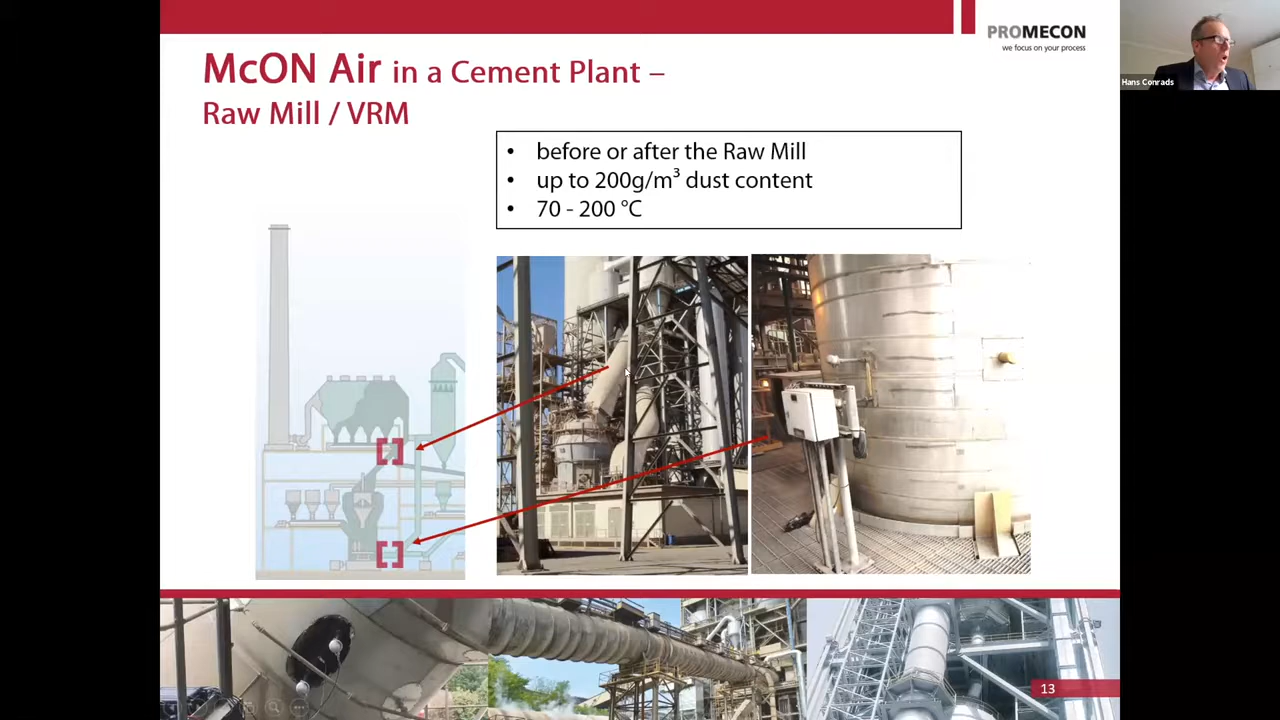 PROMECON
we focus on your process
Hans Conrads
McON Air in a Cement Plant –
Raw Mill / VRM
• before or after the Raw Mill
• up to 200g/m³ dust content
• 70 - 200 °C
13